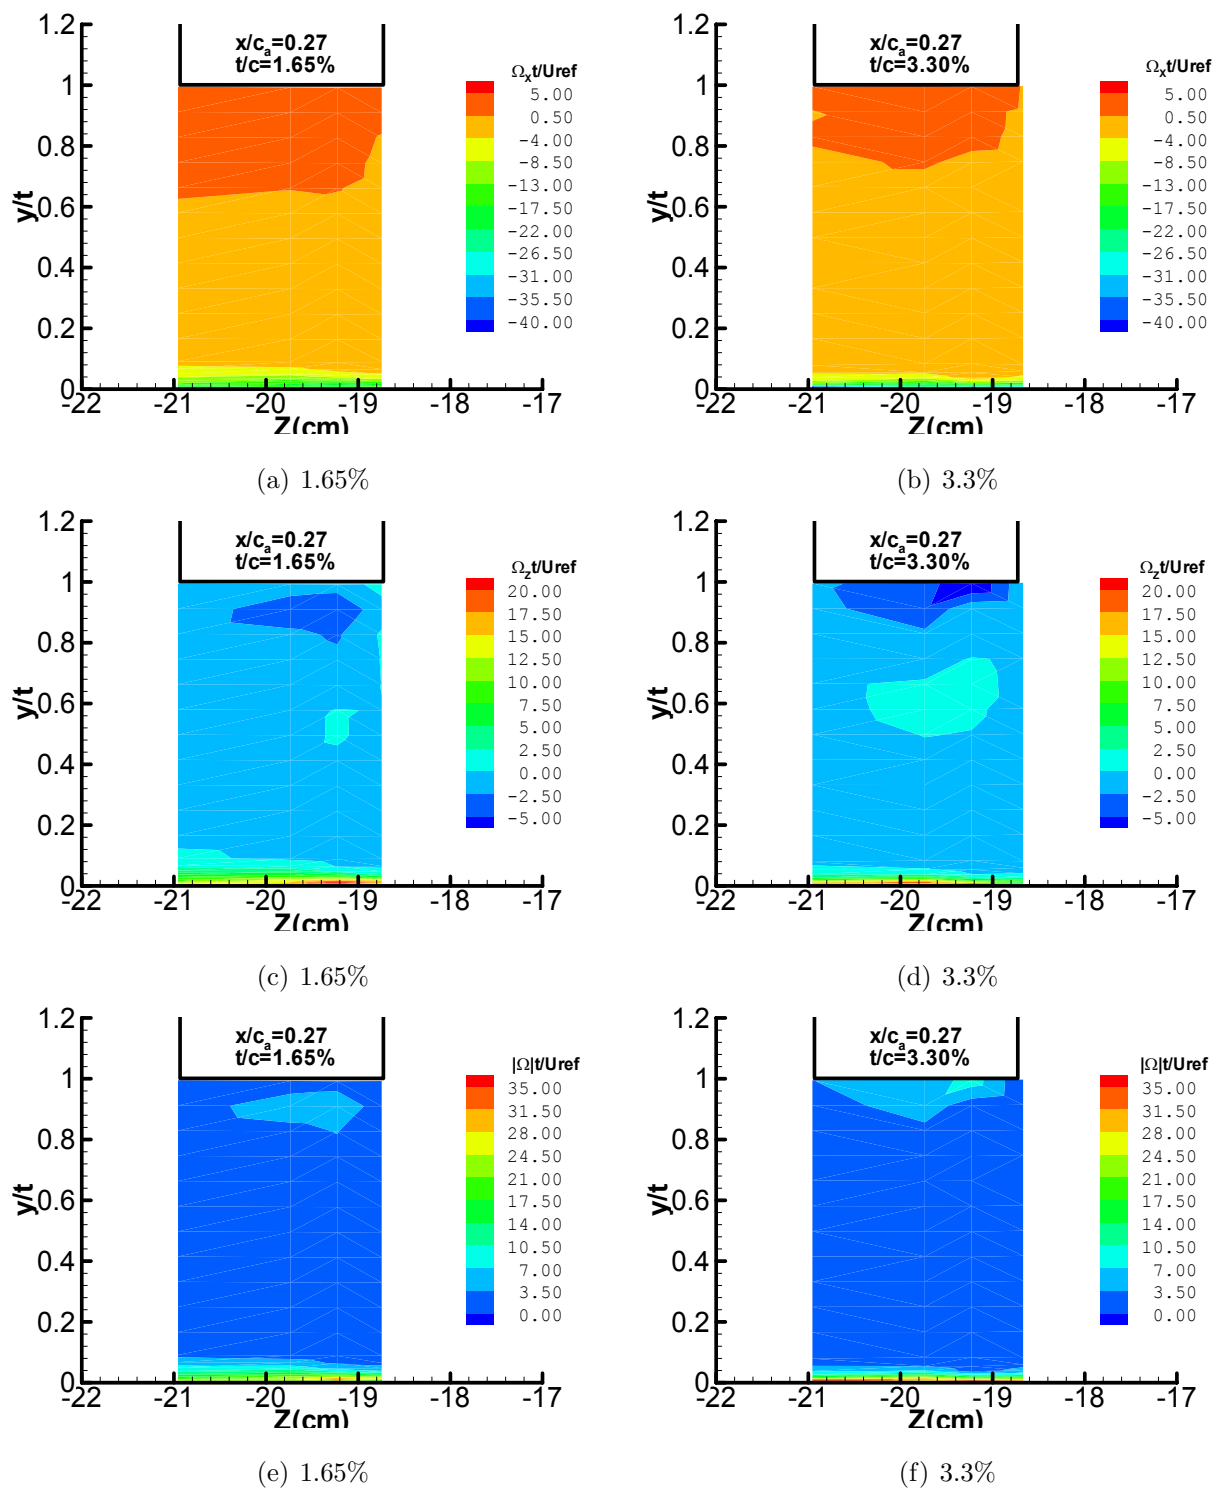 1.2
1
0.8
0.6
0.4
0.2
0
y/t
x/cₐ=0.27
t/c=1.65%
Ωₓt/Uref
5.00
0.50
-4.00
-8.50
-13.00
-17.50
-22.00
-26.50
-31.00
-35.50
-40.00
-22 -21 -20 -19 -18 -17
Z(cm)
(a) 1.65%
1.2
1
0.8
0.6
0.4
0.2
0
y/t
x/cₐ=0.27
t/c=3.30%
Ωₓt/Uref
5.00
0.50
-4.00
-8.50
-13.00
-17.50
-22.00
-26.50
-31.00
-35.50
-40.00
-22 -21 -20 -19 -18 -17
Z(cm)
(b) 3.3%
1.2
1
0.8
0.6
0.4
0.2
0
y/t
x/cₐ=0.27
t/c=1.65%
Ω_Zt/Uref
20.00
17.50
15.00
12.50
10.00
7.50
5.00
2.50
0.00
-2.50
-5.00
-22 -21 -20 -19 -18 -17
Z(cm)
(c) 1.65%
1.2
1
0.8
0.6
0.4
0.2
0
y/t
x/cₐ=0.27
t/c=3.30%
Ω_Zt/Uref
20.00
17.50
15.00
12.50
10.00
7.50
5.00
2.50
0.00
-2.50
-5.00
-22 -21 -20 -19 -18 -17
Z(cm)
(d) 3.3%
1.2
1
0.8
0.6
0.4
0.2
0
y/t
x/cₐ=0.27
t/c=1.65%
|Ω|t/Uref
35.00
31.50
28.00
24.50
21.00
17.50
14.00
10.50
7.00
3.50
0.00
-22 -21 -20 -19 -18 -17
Z(cm)
(e) 1.65%
1.2
1
0.8
0.6
0.4
0.2
0
y/t
x/cₐ=0.27
t/c=3.30%
|Ω|t/Uref
35.00
31.50
28.00
24.50
21.00
17.50
14.00
10.50
7.00
3.50
0.00
-22 -21 -20 -19 -18 -17
Z(cm)
(f) 3.3%